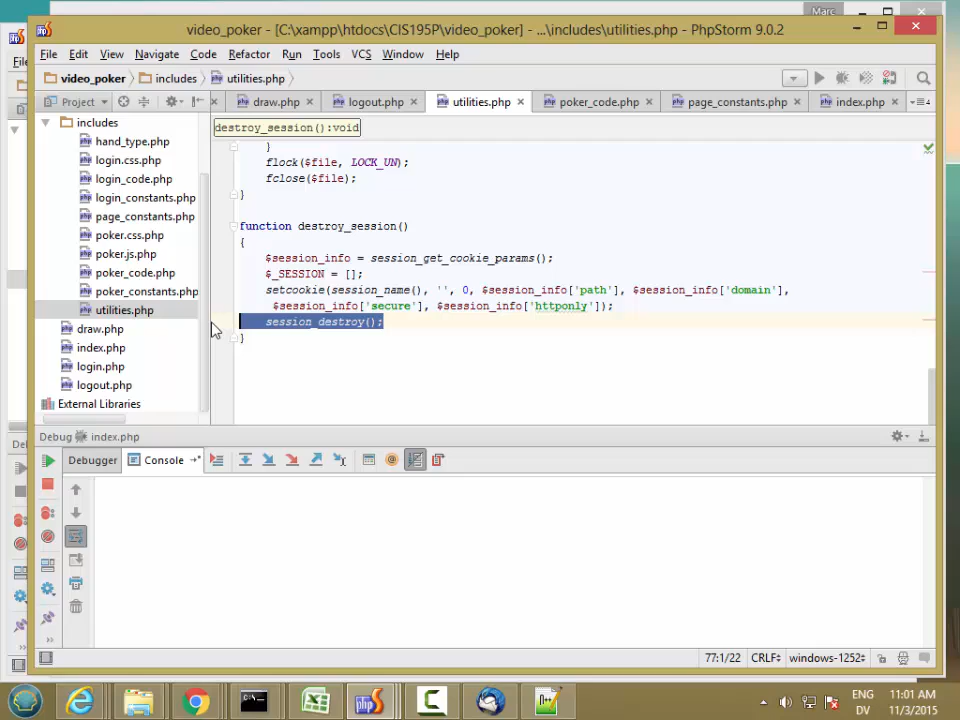 Marc
video_poker - [C:\xampp\htdocs\CIS195P\video_poker] - ...\includes\utilities.php - PhpStorm 9.0.2
File Edit View Navigate Code Refactor Run Tools VCS Window Help
video_poker includes utilities.php
Project draw.php logout.php utilities.php poker_code.php page_constants.php index.php 4
includes
hand_type.php
login.css.php
login_code.php
login_constants.php
page_constants.php
poker.css.php
poker.js.php
poker_code.php
poker_constants.php
utilities.php
draw.php
index.php
login.php
logout.php
External Libraries
destroy_session():void
}
flock($file, LOCK_UN);
fclose($file);
}
function destroy_session()
{
$session_info = session_get_cookie_params();
$_SESSION = [];
setcookie(session_name(), '', 0, $session_info['path'], $session_info['domain'],
$session_info['secure'], $session_info['httponly']);
session_destroy();
}
Debug index.php
Debugger Console
77:1/22 CRLF windows-1252
ENG 11:01 AM
DV 11/3/2015